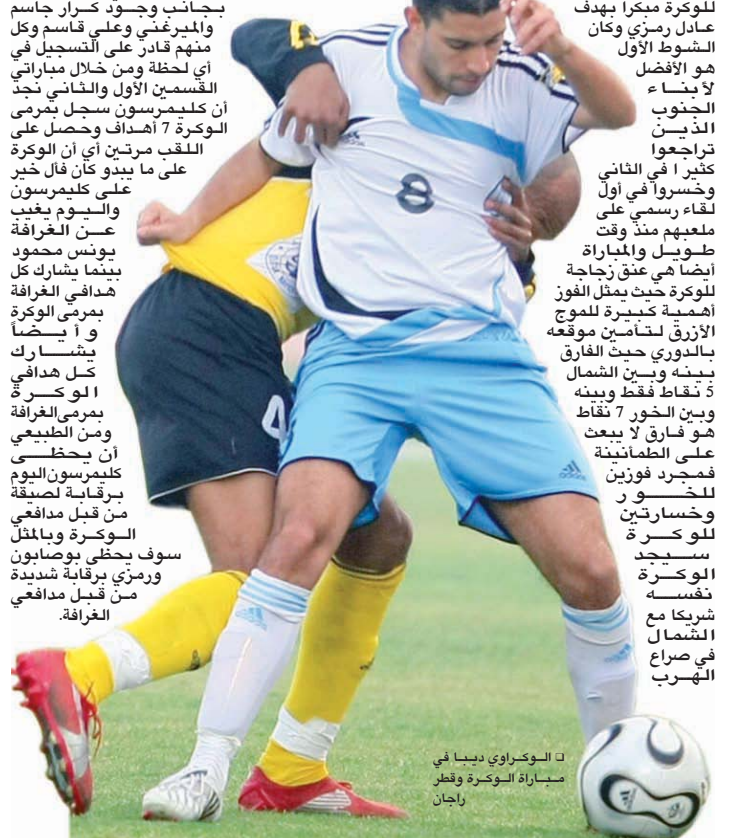 للوكرة مبكرا بهدف
عادل رمزي وكان
الشوط الأول
هو الأفضل
لأبناء
الجنوب
الذين
تراجعوا
كثير ا في الثاني
وخسروا في أول
لقاء رسمي على
ملعبهم منذ وقت
طويل والمباراة
أيضا هي عنق زجاجة
للوكرة حيث يمثل الفوز
أهمية كبيرة للموج
الأزرق لتأمين موقعه
بالدوري حيث الفارق
بينه وبين الشمال
5 نقاط فقط وبينه
وبين الخور 7 نقاط
هو فارق لا يبعث
على الطمأنينة
فمجرد فوزين
للخور
وخسارتين
للوكرة
سيجد
الوكرة
نفسه
شريكا مع
الشمال
في صراع
الهرب
بجانب وجود كرار جاسم
والميرغني وعلي قاسم وكل
منهم قادر على التسجيل في
أي لحظة ومن خلال مباراتي
القسمين الأول والثاني نجد
أن كليمرسون سجل بمرمى
الوكرة 7 أهداف وحصل على
اللقب مرتين أي أن الوكرة
على ما يبدو كان فأل خير
على كليمرسون
واليوم يغيب
عن الغرافة
يونس محمود
بينما يشارك كل
هدافي الغرافة
بمرمى الوكرة
وأيضاً
يشارك
كل هدافي
الوكرة
بمرمى الغرافة
ومن الطبيعي
أن يحظى
كليمرسون اليوم
برقابة لصيقة
من قبل مدافعي
الوكرة وبالمثل
سوف يحظى بوصابون
ورمزي برقابة شديدة
من قبل مدافعي
الغرافة.
8
adidas
adidas
❑ الوكراوي ديبا في
مباراة الوكرة وقطر
راجان